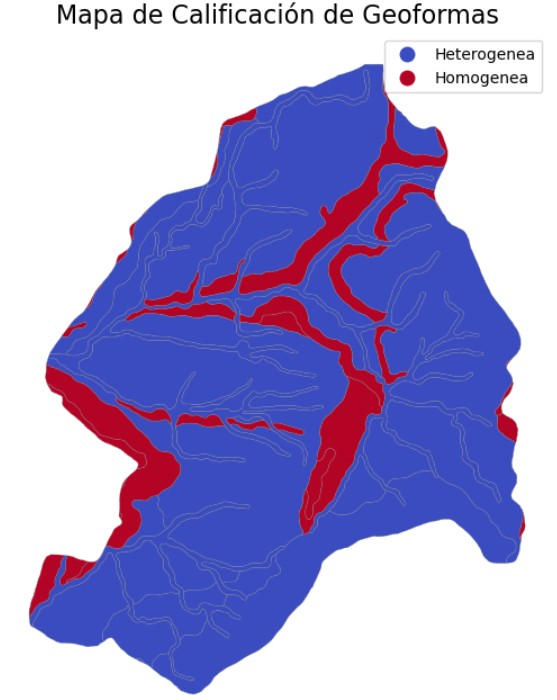 Mapa de Calificación de Geoformas
Heterogenea
Homogenea